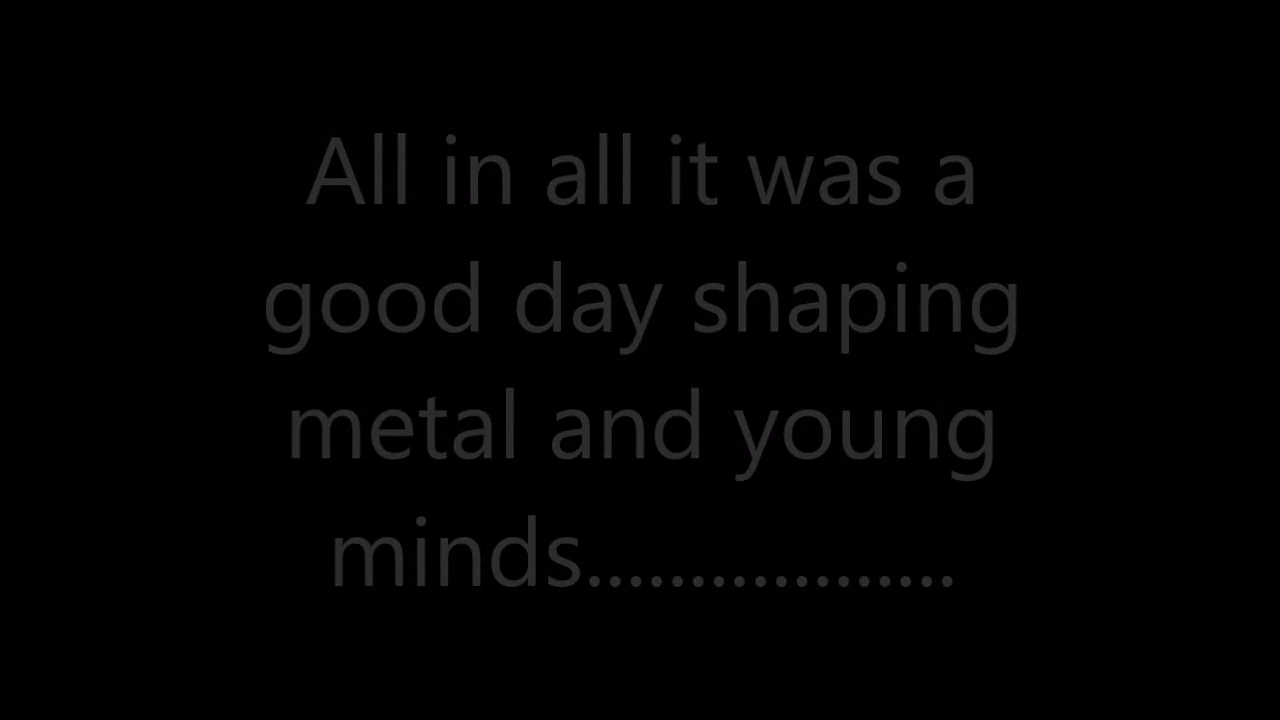 All in all it was a
good day shaping
metal and young
minds..................